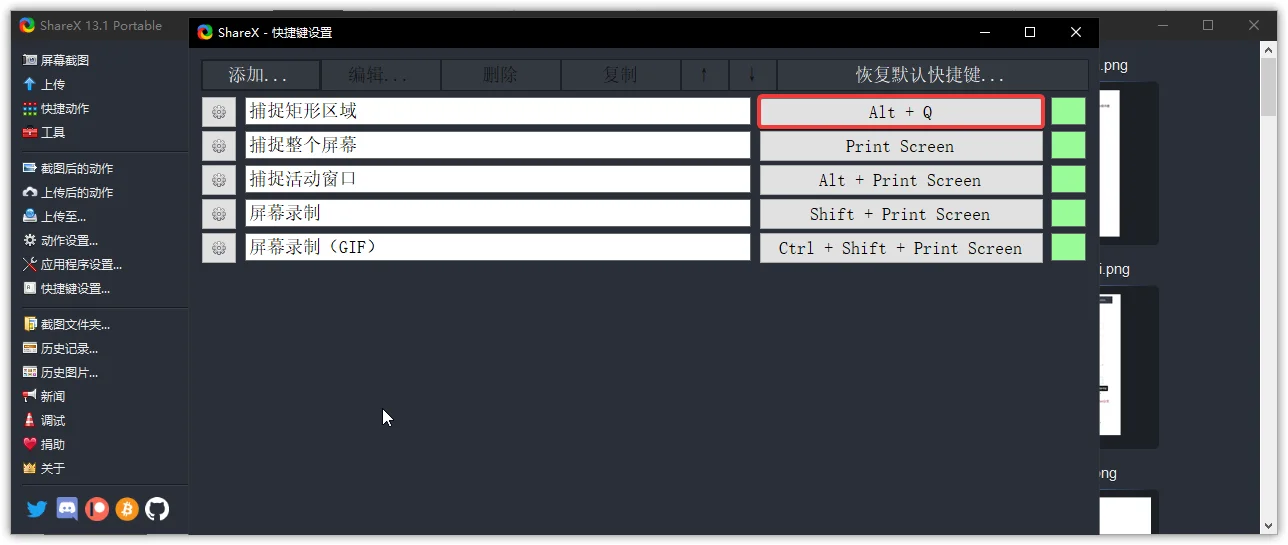 ShareX 13.1 Portable
屏幕截图
上传
快捷动作
工具
截图后的动作
上传后的动作
上传至...
动作设置...
应用程序设置...
快捷键设置...
截图文件夹...
历史记录...
历史图片...
新闻
调试
捐助
关于
ShareX - 快捷键设置
添加... 编辑... 删除 复制 ↑ ↓ 恢复默认快捷键...
捕捉矩形区域 Alt + Q
捕捉整个屏幕 Print Screen
捕捉活动窗口 Alt + Print Screen
屏幕录制 Shift + Print Screen
屏幕录制（GIF） Ctrl + Shift + Print Screen
.png
i.png
ng